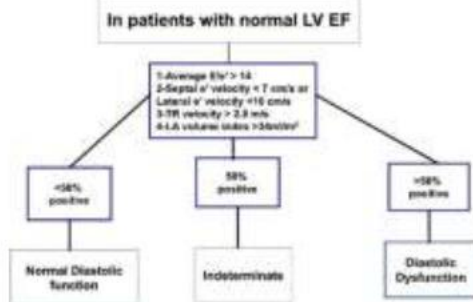 In patients with normal LV EF
1-Average E/e' > 14
2-Septal e' velocity < 7 cm/s or
Lateral e' velocity <10 cm/s
3-TR velocity > 2.8 m/s
4-LA volume index >34ml/m²
<50%
positive
50%
positive
>50%
positive
Normal Diastolic
function
Indeterminate
Diastolic
Dysfunction